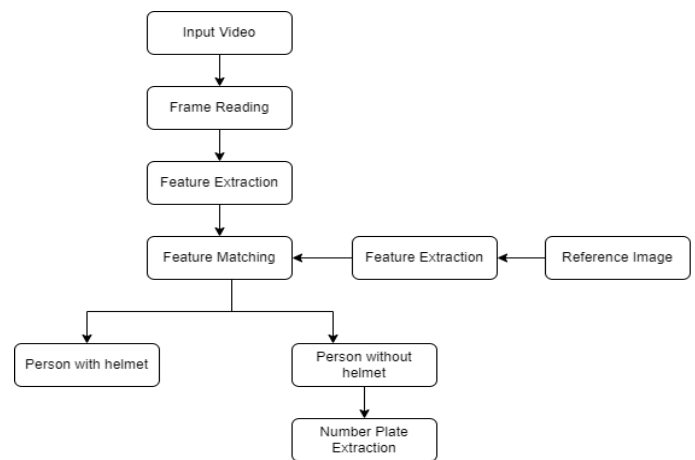 Input Video
Frame Reading
Feature Extraction
Feature Matching
Feature Extraction
Reference Image
Person with helmet
Person without
helmet
Number Plate
Extraction